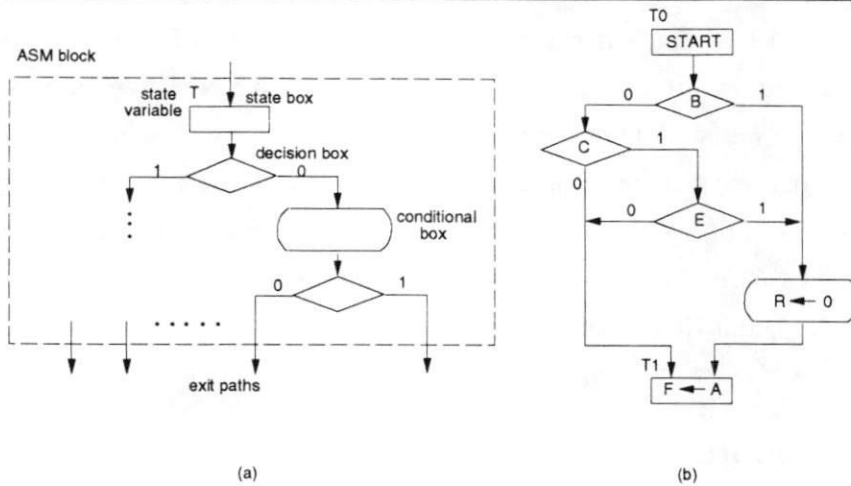 ASM block
state variable
T
state box
decision box
1
0
conditional box
0
1
exit paths
(a)
T0
START
0
B
1
C
1
0
0
E
1
R ← 0
T1
F ← A
(b)